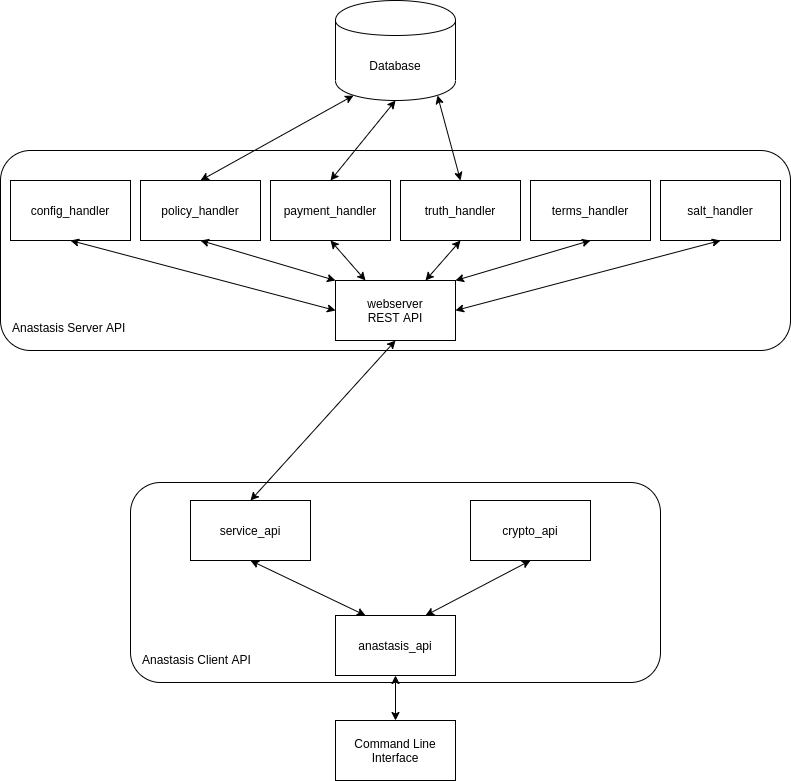 Database
config_handler
policy_handler
payment_handler
truth_handler
terms_handler
salt_handler
webserver
REST API
Anastasis Server API
service_api
crypto_api
anastasis_api
Anastasis Client API
Command Line
Interface